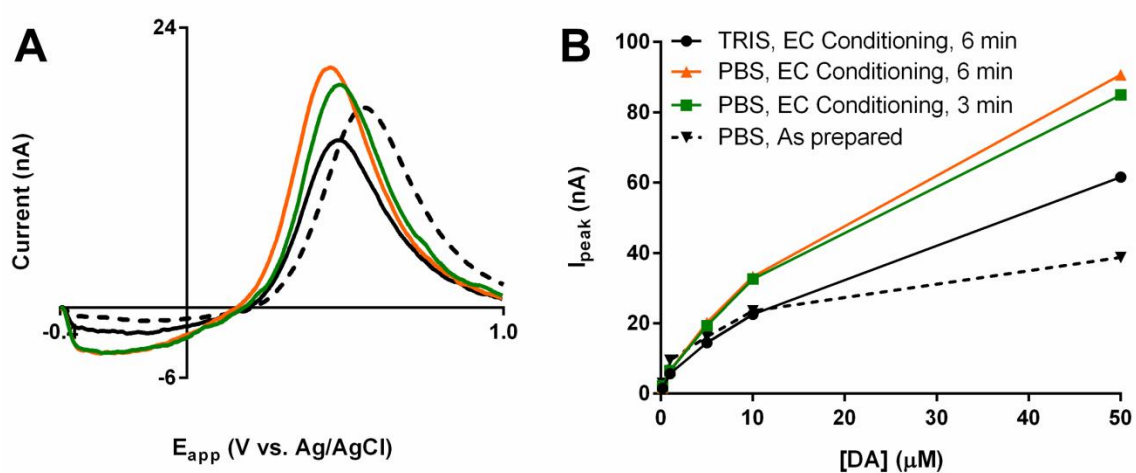 A
24
Current (nA)
-0.4
1.0
-6
E_app (V vs. Ag/AgCl)
B
TRIS, EC Conditioning, 6 min
PBS, EC Conditioning, 6 min
PBS, EC Conditioning, 3 min
PBS, As prepared
100
80
60
40
20
0
I_peak (nA)
0
10
20
30
40
50
[DA] (µM)